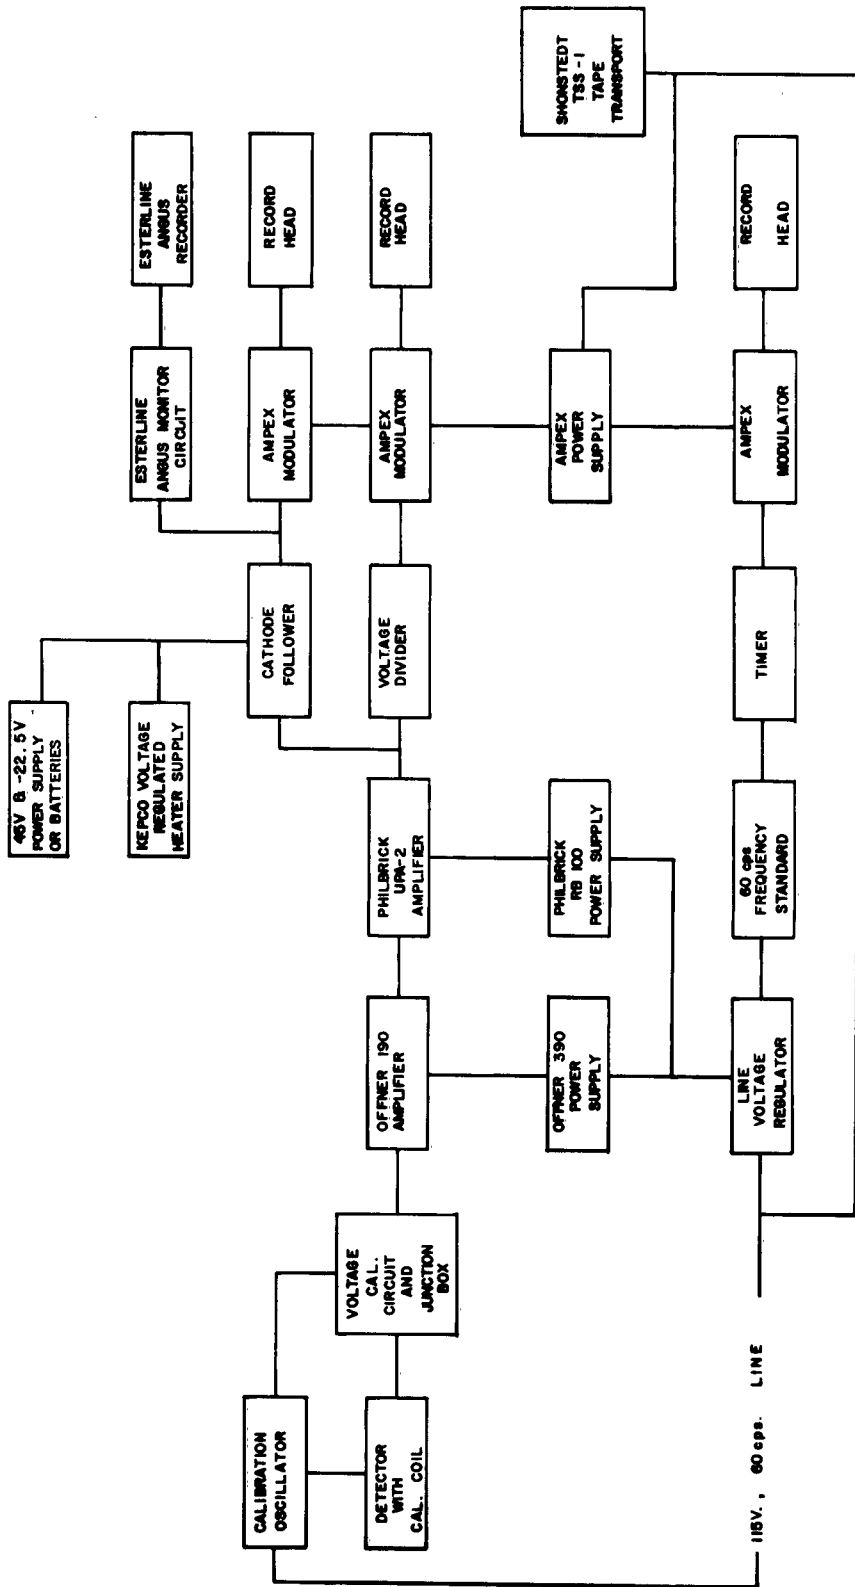 45V & -22.5V
POWER SUPPLY
OR BATTERIES
KEPCO VOLTAGE
REGULATED
HEATER SUPPLY
ESTERLINE
ANGUS MONITOR
CIRCUIT
ESTERLINE
ANGUS
RECORDER
CALIBRATION
OSCILLATOR
CATHODE
FOLLOWER
AMPEX
MODULATOR
RECORD
HEAD
DETECTOR
WITH
CAL. COIL
VOLTAGE
CAL.
CIRCUIT
AND
JUNCTION
BOX
OFFNER 190
AMPLIFIER
PHILBRICK
UPA-2
AMPLIFIER
VOLTAGE
DIVIDER
AMPEX
MODULATOR
RECORD
HEAD
OFFNER 390
POWER
SUPPLY
PHILBRICK
RB 100
POWER SUPPLY
AMPEX
POWER
SUPPLY
SHONSTEDT
TSS-1
TAPE
TRANSPORT
115V., 60 cps. LINE
LINE
VOLTAGE
REGULATOR
60 cps
FREQUENCY
STANDARD
TIMER
AMPEX
MODULATOR
RECORD
HEAD